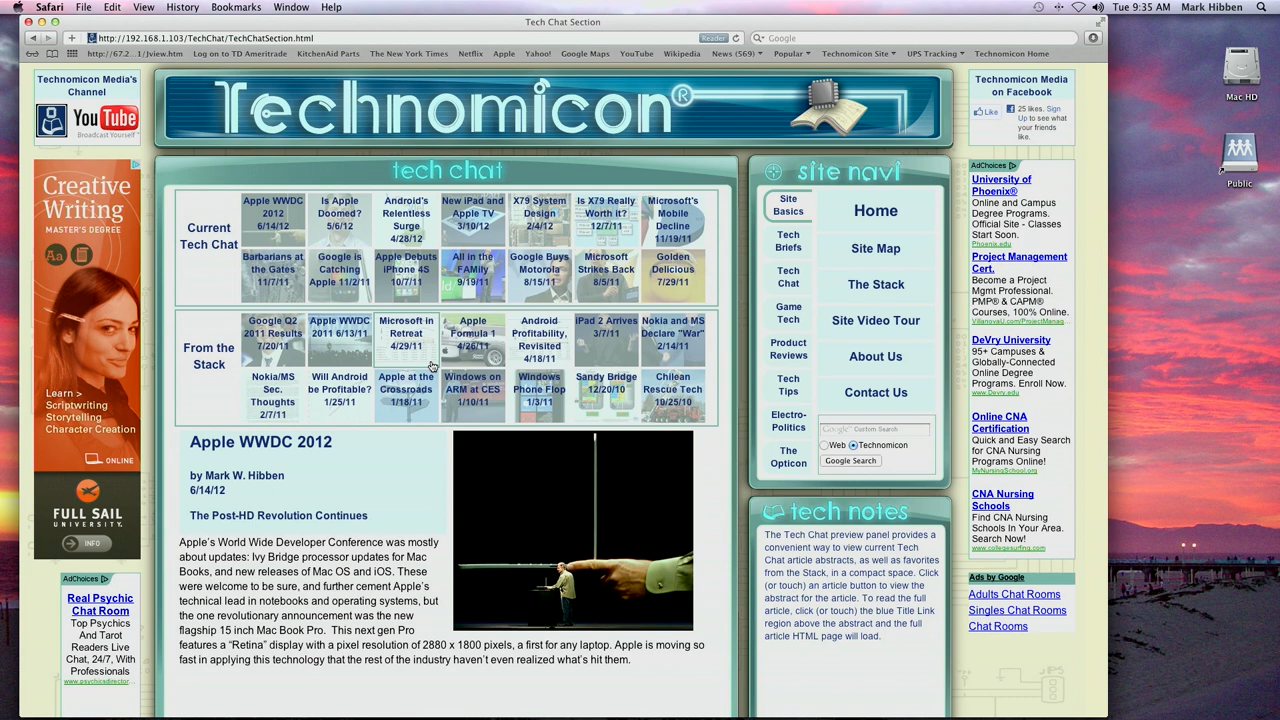 Safari File Edit View History Bookmarks Window Help
Tue 9:35 AM Mark Hibben
Tech Chat Section
http://192.168.1.103/TechChat/TechChatSection.html
Reader
Google
http://67.2...1/Jview.htm Log on to TD Ameritrade KitchenAid Parts The New York Times Netflix Apple Yahoo! Google Maps YouTube Wikipedia News (569) Popular Technomicon Site UPS Tracking Technomicon Home
Mac HD
Public
Technomicon Media's
Channel
YouTube
Broadcast Yourself
Technomicon®
Technomicon Media
on Facebook
Like
25 likes. Sign
Up to see what
your friends
like.
Creative
Writing
MASTER'S DEGREE
Aa
Learn >
Scriptwriting
Storytelling
Character Creation
ONLINE
FULL SAIL
UNIVERSITY.
INFO
AdChoices
Real Psychic
Chat Room
Top Psychics
And Tarot
Readers Live
Chat, 24/7, With
Professionals
www.psychicsdirector...
tech chat
Current
Tech Chat
Apple WWDC
2012
6/14/12
Is Apple
Doomed?
5/6/12
Android's
Relentless
Surge
4/28/12
New iPad and
Apple TV
3/10/12
X79 System
Design
2/4/12
Is X79 Really
Worth it?
12/7/11
Microsoft's
Mobile
Decline
11/19/11
Barbarians at
the Gates
11/7/11
Google is
Catching
Apple 11/2/11
Apple Debuts
iPhone 4S
10/7/11
All in the
FAMily
9/19/11
Google Buys
Motorola
8/15/11
Microsoft
Strikes Back
8/5/11
Golden
Delicious
7/29/11
From the
Stack
Google Q2
2011 Results
7/20/11
Apple WWDC
2011 6/13/11
Microsoft in
Retreat
4/29/11
Apple
Formula 1
4/26/11
Android
Profitability,
Revisited
4/18/11
iPad 2 Arrives
3/7/11
Nokia and MS
Declare "War"
2/14/11
Nokia/MS
Sec.
Thoughts
2/7/11
Will Android
be Profitable?
1/25/11
Apple at the
Crossroads
1/18/11
Windows on
ARM at CES
1/10/11
Windows
Phone Flop
1/3/11
Sandy Bridge
12/20/10
Chilean
Rescue Tech
10/25/10
Apple WWDC 2012
by Mark W. Hibben
6/14/12
The Post-HD Revolution Continues
Apple's World Wide Developer Conference was mostly
about updates: Ivy Bridge processor updates for Mac
Books, and new releases of Mac OS and iOS. These
were welcome to be sure, and further cement Apple's
technical lead in notebooks and operating systems, but
the one revolutionary announcement was the new
flagship 15 inch Mac Book Pro. This next gen Pro
features a "Retina" display with a pixel resolution of 2880 x 1800 pixels, a first for any laptop. Apple is moving so
fast in applying this technology that the rest of the industry haven't even realized what's hit them.
site navi
Site
Basics
Tech
Briefs
Tech
Chat
Game
Tech
Product
Reviews
Tech
Tips
Electro-
Politics
The
Opticon
Home
Site Map
The Stack
Site Video Tour
About Us
Contact Us
Google™ Custom Search
Web Technomicon
Google Search
tech notes
The Tech Chat preview panel provides a
convenient way to view current Tech
Chat article abstracts, as well as favorites
from the Stack, in a compact space. Click
(or touch) an article button to view the
abstract for the article. To read the full
article, click (or touch) the blue Title Link
region above the abstract and the full
article HTML page will load.
AdChoices
University of
Phoenix®
Online and Campus
Degree Programs.
Official Site - Classes
Start Soon.
Phoenix.edu
Project Management
Cert.
Become a Project
Mgmt Professional.
PMP® & CAPM®
Courses, 100% Online.
VillanovaU.com/ProjectManag...
DeVry University
95+ Campuses &
Globally-Connected
Online Degree
Programs. Enroll Now.
www.Devry.edu
Online CNA
Certification
Quick and Easy Search
for CNA Nursing
Programs Online!
MyNursingSchool.org
CNA Nursing
Schools
Find CNA Nursing
Schools In Your Area.
Search Now!
www.collegesurfing.com
Ads by Google
Adults Chat Rooms
Singles Chat Rooms
Chat Rooms